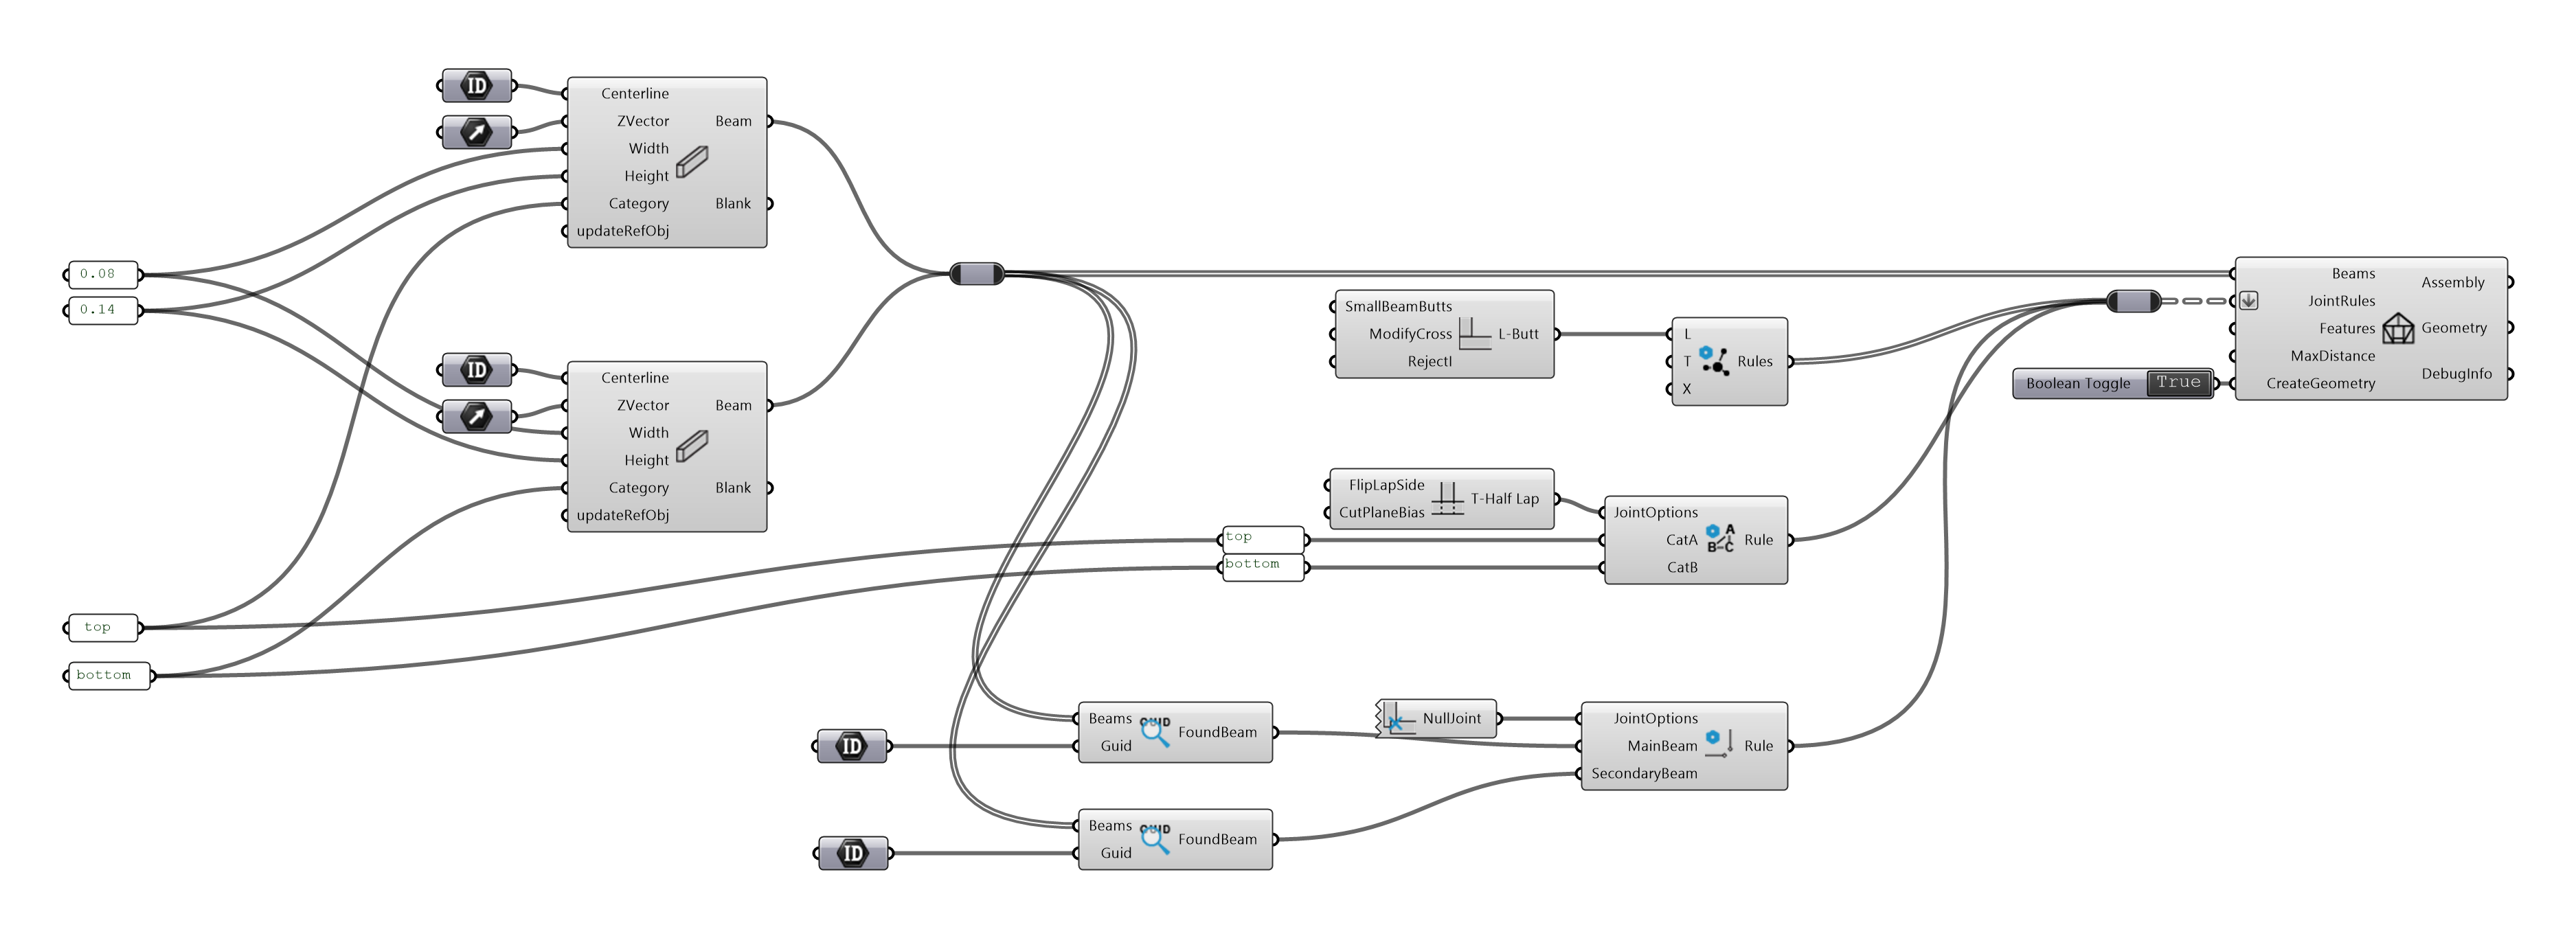 ID
Centerline
ZVector
Beam
Width
Height
Category
Blank
updateRefObj
0.08
0.14
ID
Centerline
ZVector
Beam
Width
Height
Category
Blank
updateRefObj
top
bottom
SmallBeamButts
ModifyCross
L-Butt
RejectI
L
T
Rules
X
FlipLapSide
T-Half Lap
CutPlaneBias
top
bottom
JointOptions
CatA
A
B-C
Rule
CatB
ID
Beams
GUID
FoundBeam
Guid
ID
Beams
GUID
FoundBeam
Guid
NullJoint
JointOptions
MainBeam
Rule
SecondaryBeam
Boolean Toggle True
Beams
Assembly
JointRules
Features
Geometry
MaxDistance
DebugInfo
CreateGeometry